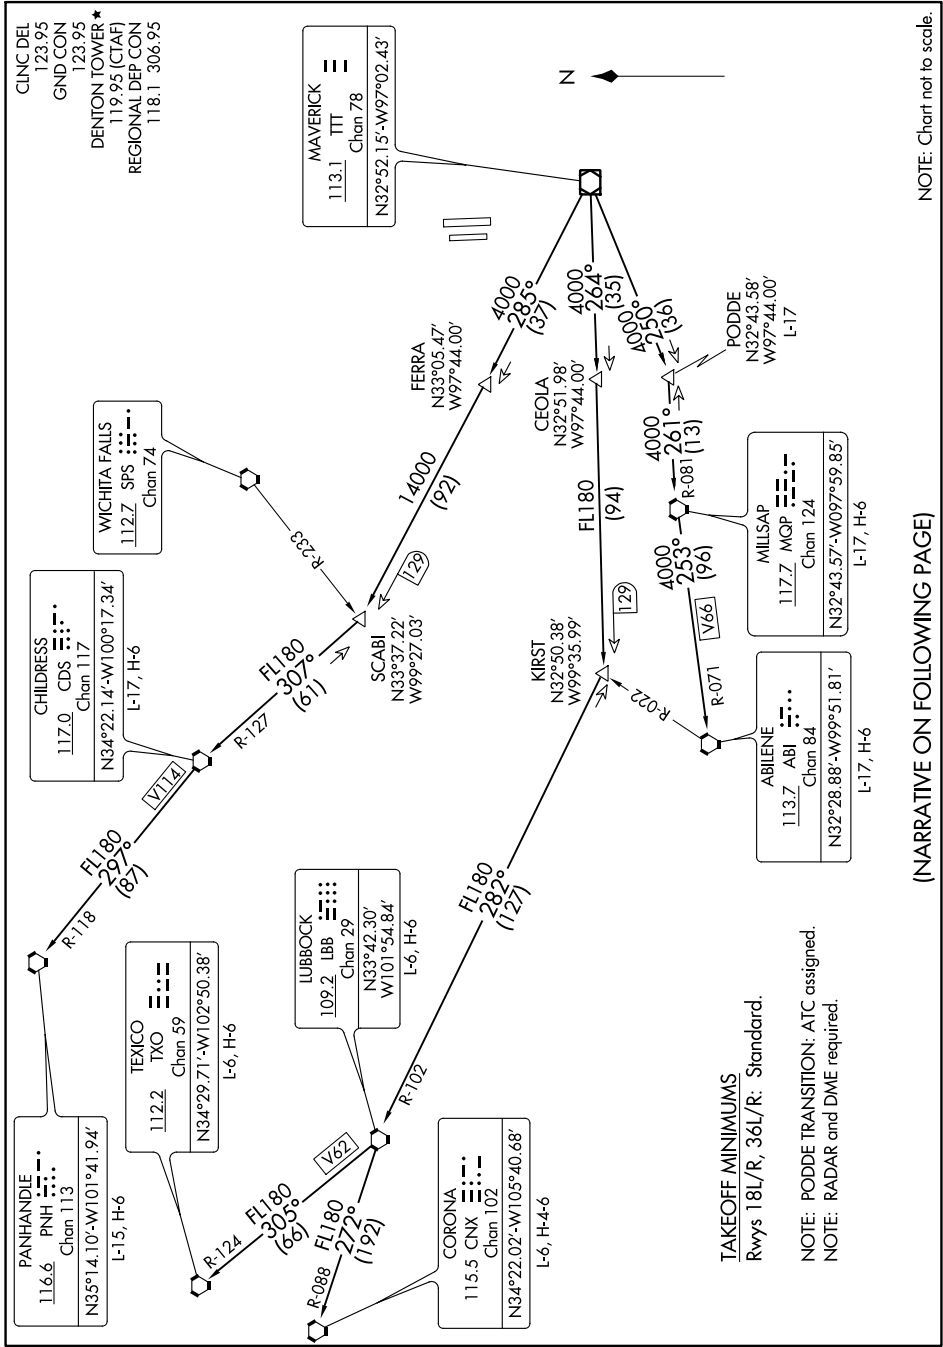 CLNC DEL
123.95
GND CON
123.95
DENTON TOWER★
119.95 (CTAF)
REGIONAL DEP CON
118.1 306.95
MAVERICK
113.1 TTT
Chan 78
N32°52.15′-W97°02.43′
N
NOTE: Chart not to scale.
WICHITA FALLS
112.7 SPS
Chan 74
R-233
CHILDRESS
117.0 CDS
Chan 117
N34°22.14′-W100°17.34′
L-17, H-6
PANHANDLE
116.6 PNH
Chan 113
N35°14.10′-W101°41.94′
L-15, H-6
R-118
FL180
297°
(87)
V114
R-127
FL180
307°
(61)
SCABI
N33°37.22′
W99°27.03′
129
14000
(92)
FERRA
N33°05.47′
W97°44.00′
4000
285°
(37)
TEXICO
112.2 TXO
Chan 59
N34°29.71′-W102°50.38′
L-6, H-6
R-124
FL180
305°
(66)
V62
LUBBOCK
109.2 LBB
Chan 29
N33°42.30′
W101°54.84′
L-6, H-6
R-088
FL180
272°
(192)
CORONA
115.5 CNX
Chan 102
N34°22.02′-W105°40.68′
L-6, H-4-6
R-102
FL180
282°
(127)
KIRST
N32°50.38′
W99°35.99′
129
R-022
FL180
(94)
CEOLA
N32°51.98′
W97°44.00′
4000
264°
(35)
4000
250°
(36)
PODDE
N32°43.58′
W97°44.00′
L-17
4000
261°
(13)
R-081
MILLSAP
117.7 MQP
Chan 124
N32°43.57′-W097°59.85′
L-17, H-6
4000
253°
(96)
V66
R-071
ABILENE
113.7 ABI
Chan 84
N32°28.88′-W99°51.81′
L-17, H-6
TAKEOFF MINIMUMS
Rwys 18L/R, 36L/R: Standard.
NOTE: PODDE TRANSITION: ATC assigned.
NOTE: RADAR and DME required.
(NARRATIVE ON FOLLOWING PAGE)